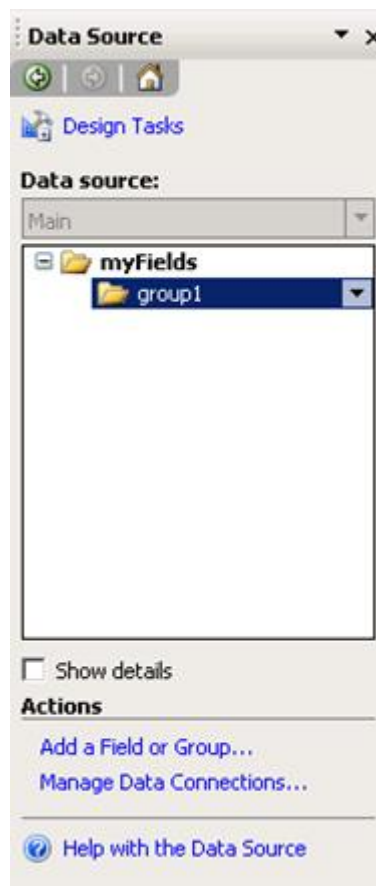 Data Source
Design Tasks
Data source:
Main
myFields
group1
Show details
Actions
Add a Field or Group...
Manage Data Connections...
Help with the Data Source